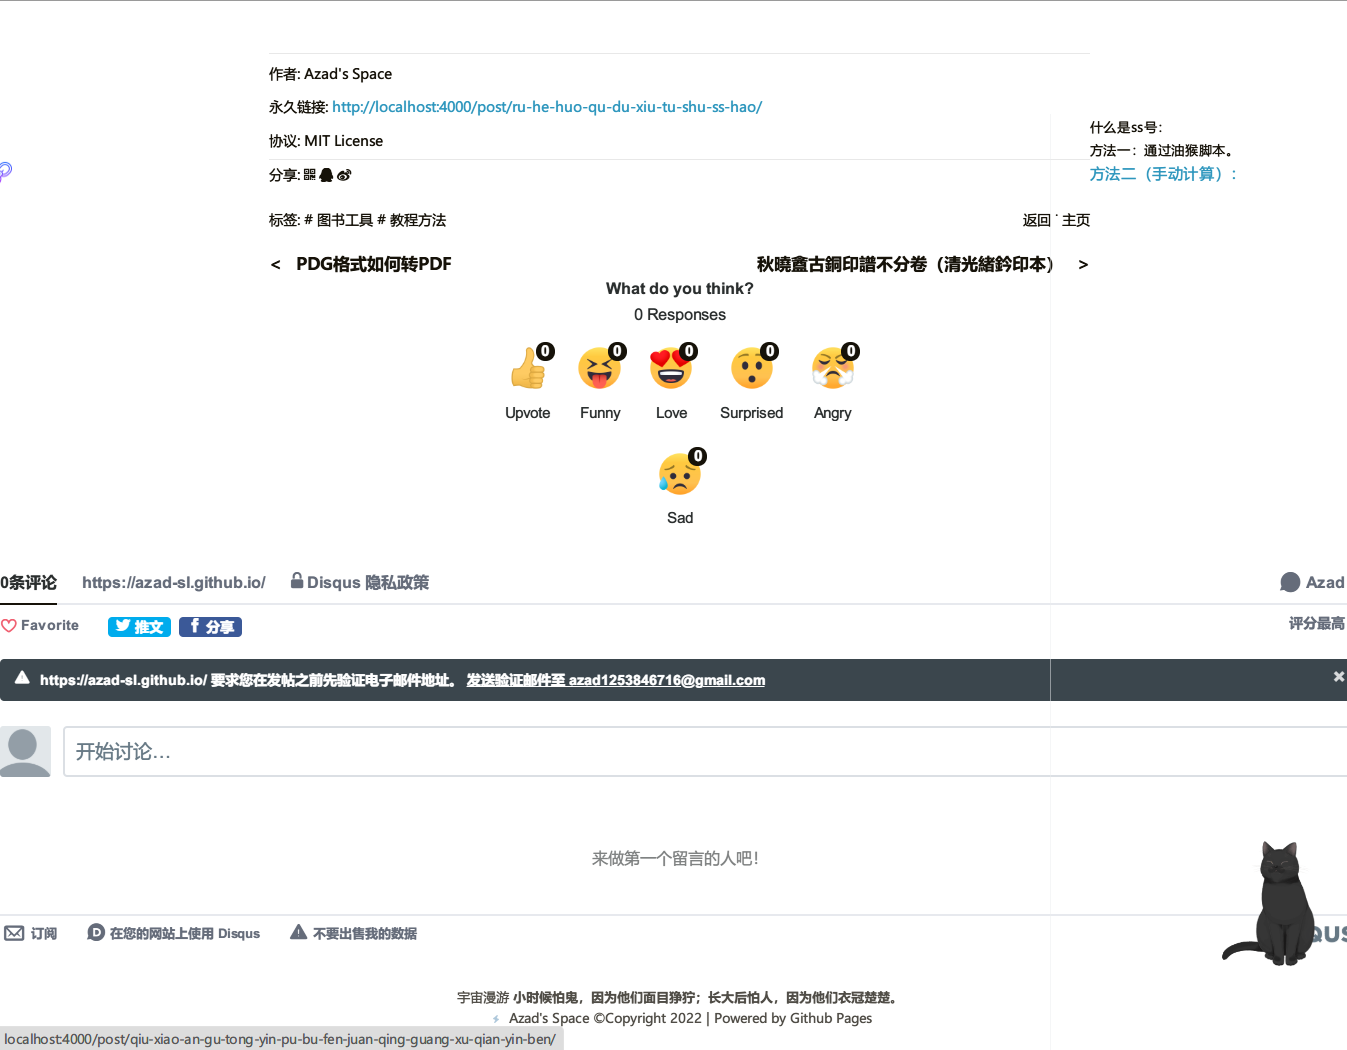 作者: Azad's Space
永久链接: http://localhost:4000/post/ru-he-huo-qu-du-xiu-tu-shu-ss-hao/
协议: MIT License
分享:
什么是ss号：
方法一：通过油猴脚本。
方法二（手动计算）：
标签: # 图书工具 # 教程方法
返回 · 主页
< PDG格式如何转PDF
秋曉盦古銅印譜不分卷（清光緒鈐印本） >
What do you think?
0 Responses
0 0 0 0 0
Upvote Funny Love Surprised Angry
0
Sad
0条评论 https://azad-sl.github.io/ Disqus 隐私政策 Azad
Favorite 推文 分享 评分最高
https://azad-sl.github.io/ 要求您在发帖之前先验证电子邮件地址。 发送验证邮件至 azad1253846716@gmail.com ×
开始讨论...
来做第一个留言的人吧！
订阅 在您的网站上使用 Disqus 不要出售我的数据 QUS
宇宙漫游 小时候怕鬼，因为他们面目狰狞；长大后怕人，因为他们衣冠楚楚。
Azad's Space ©Copyright 2022 | Powered by Github Pages
localhost:4000/post/qiu-xiao-an-gu-tong-yin-pu-bu-fen-juan-qing-guang-xu-qian-yin-ben/